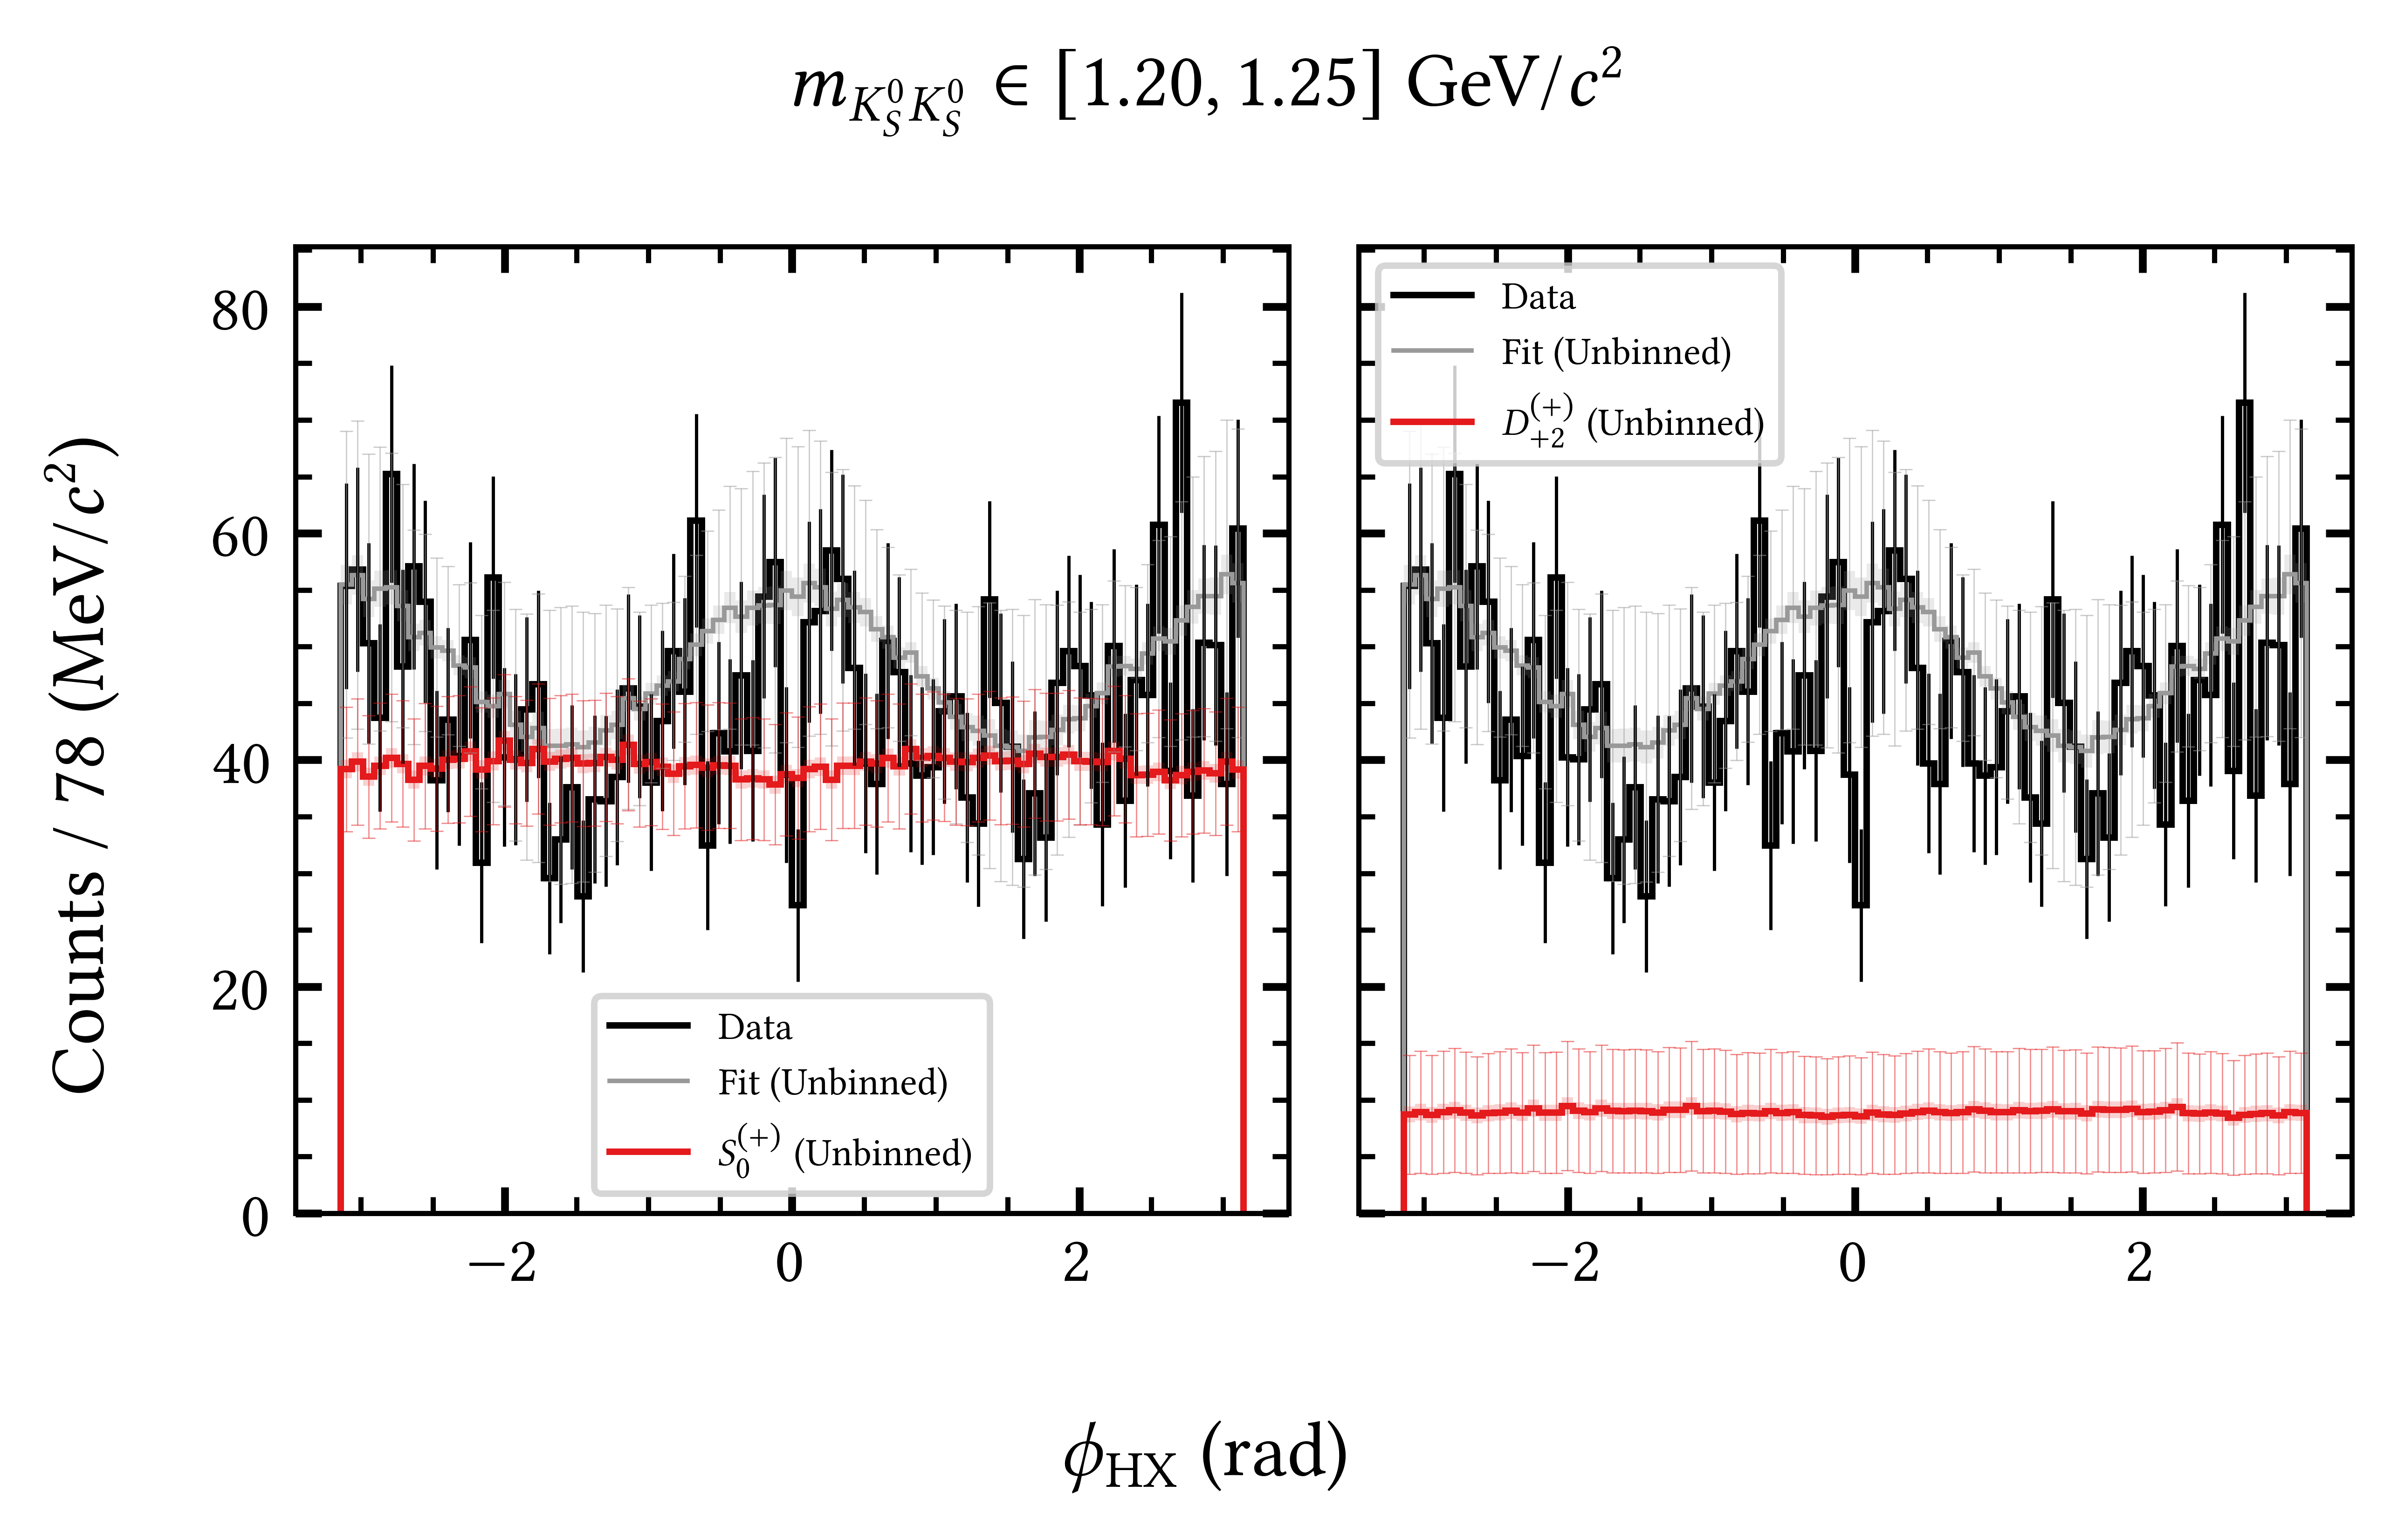 m_{K_S^0 K_S^0} ∈ [1.20, 1.25] GeV/c²
Counts / 78 (MeV/c²)
80
60
40
20
0
Data
Fit (Unbinned)
S_0^{(+)} (Unbinned)
−2
0
2
Data
Fit (Unbinned)
D_{+2}^{(+)} (Unbinned)
−2
0
2
ϕ_{HX} (rad)